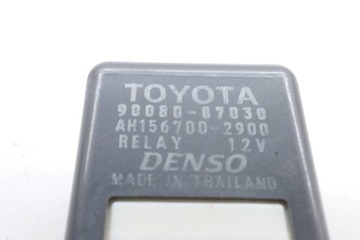 TOYOTA
90080-87030
AH156700-2900
RELAY 12V
DENSO
MADE IN THAILAND